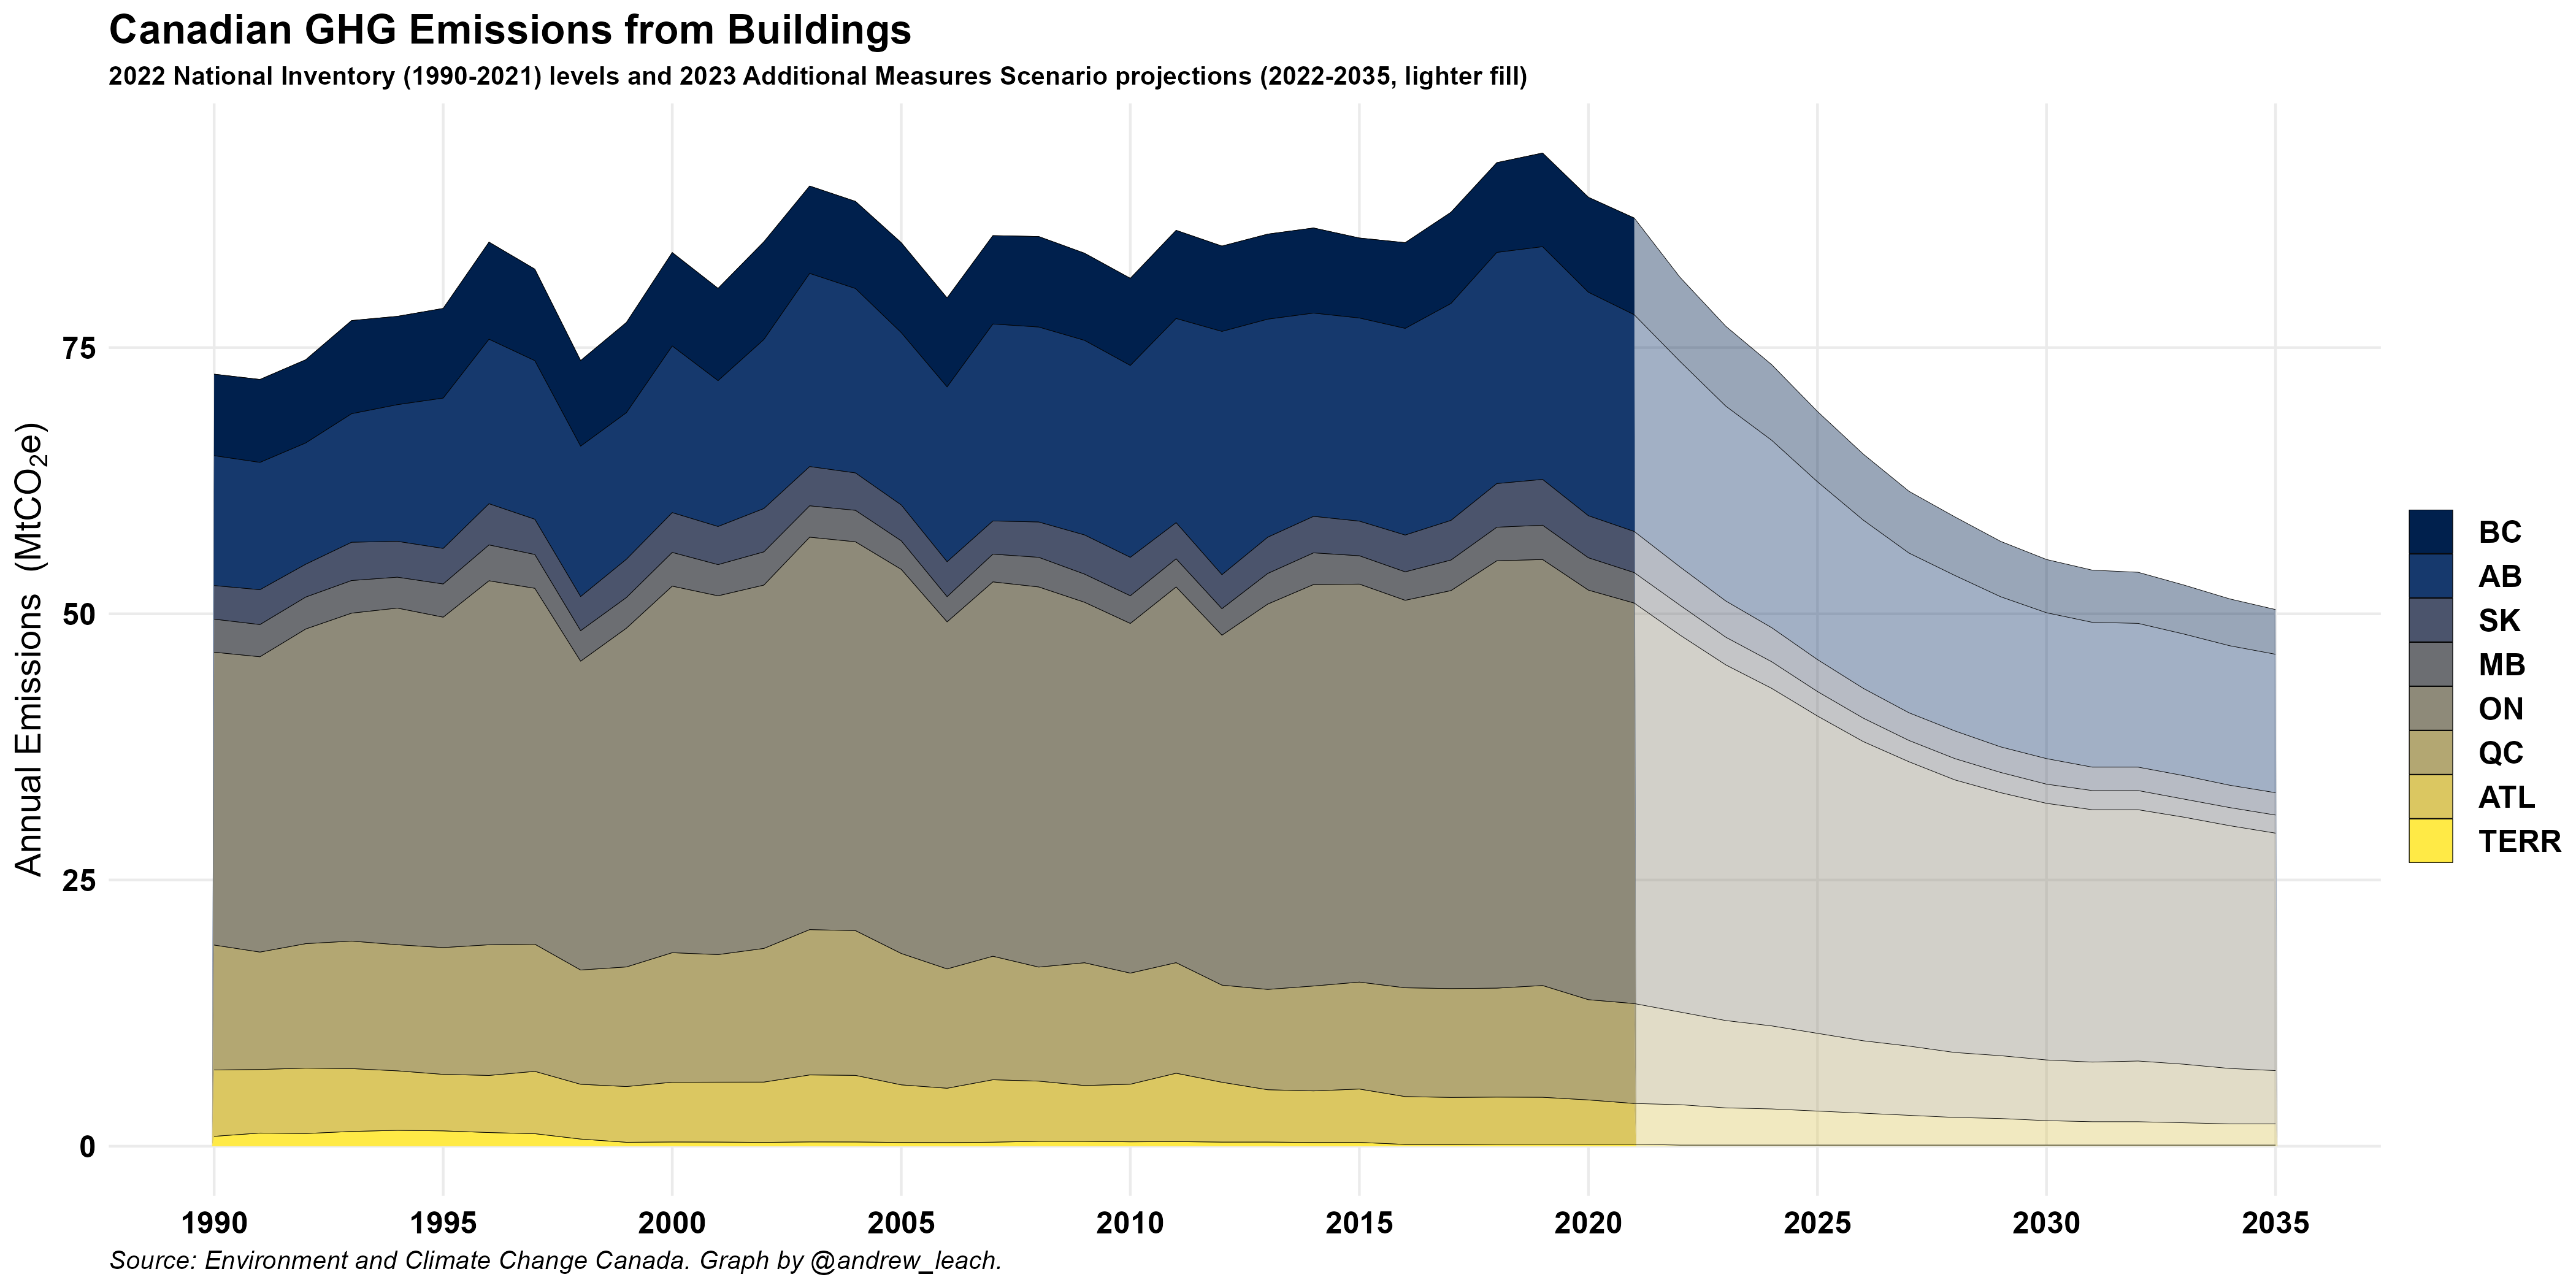 Canadian GHG Emissions from Buildings
2022 National Inventory (1990-2021) levels and 2023 Additional Measures Scenario projections (2022-2035, lighter fill)
Annual Emissions (MtCO₂e)
75
50
25
0
1990 1995 2000 2005 2010 2015 2020 2025 2030 2035
BC
AB
SK
MB
ON
QC
ATL
TERR
Source: Environment and Climate Change Canada. Graph by @andrew_leach.